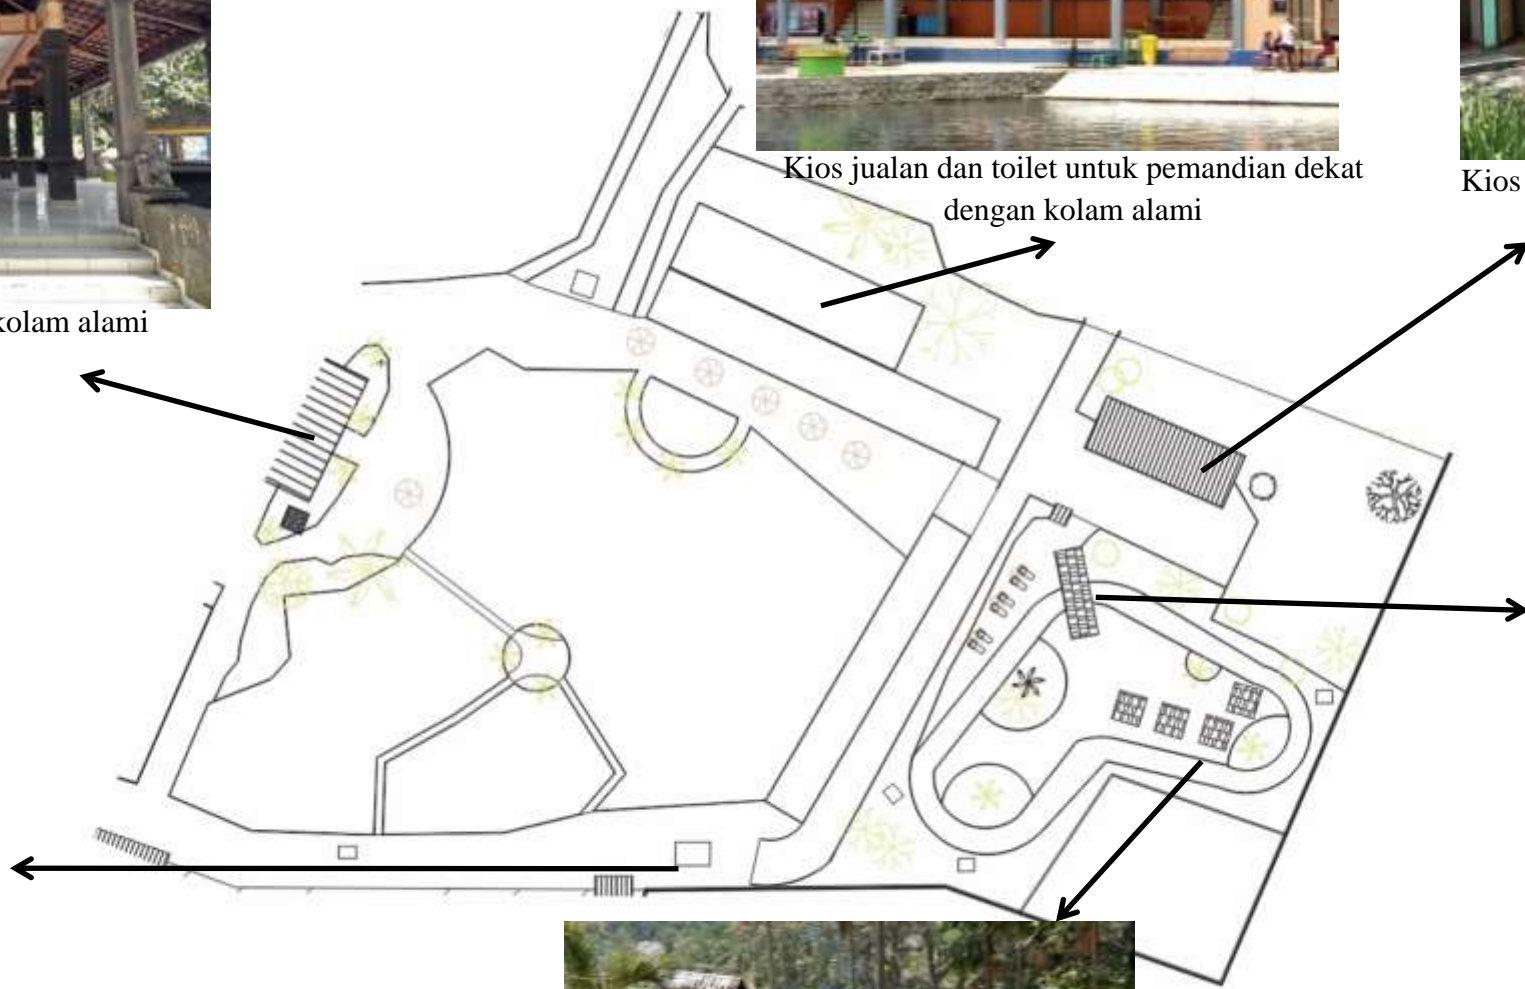 Kios jualan dan toilet untuk pemandian dekat
dengan kolam alami
Kios
kolam alami